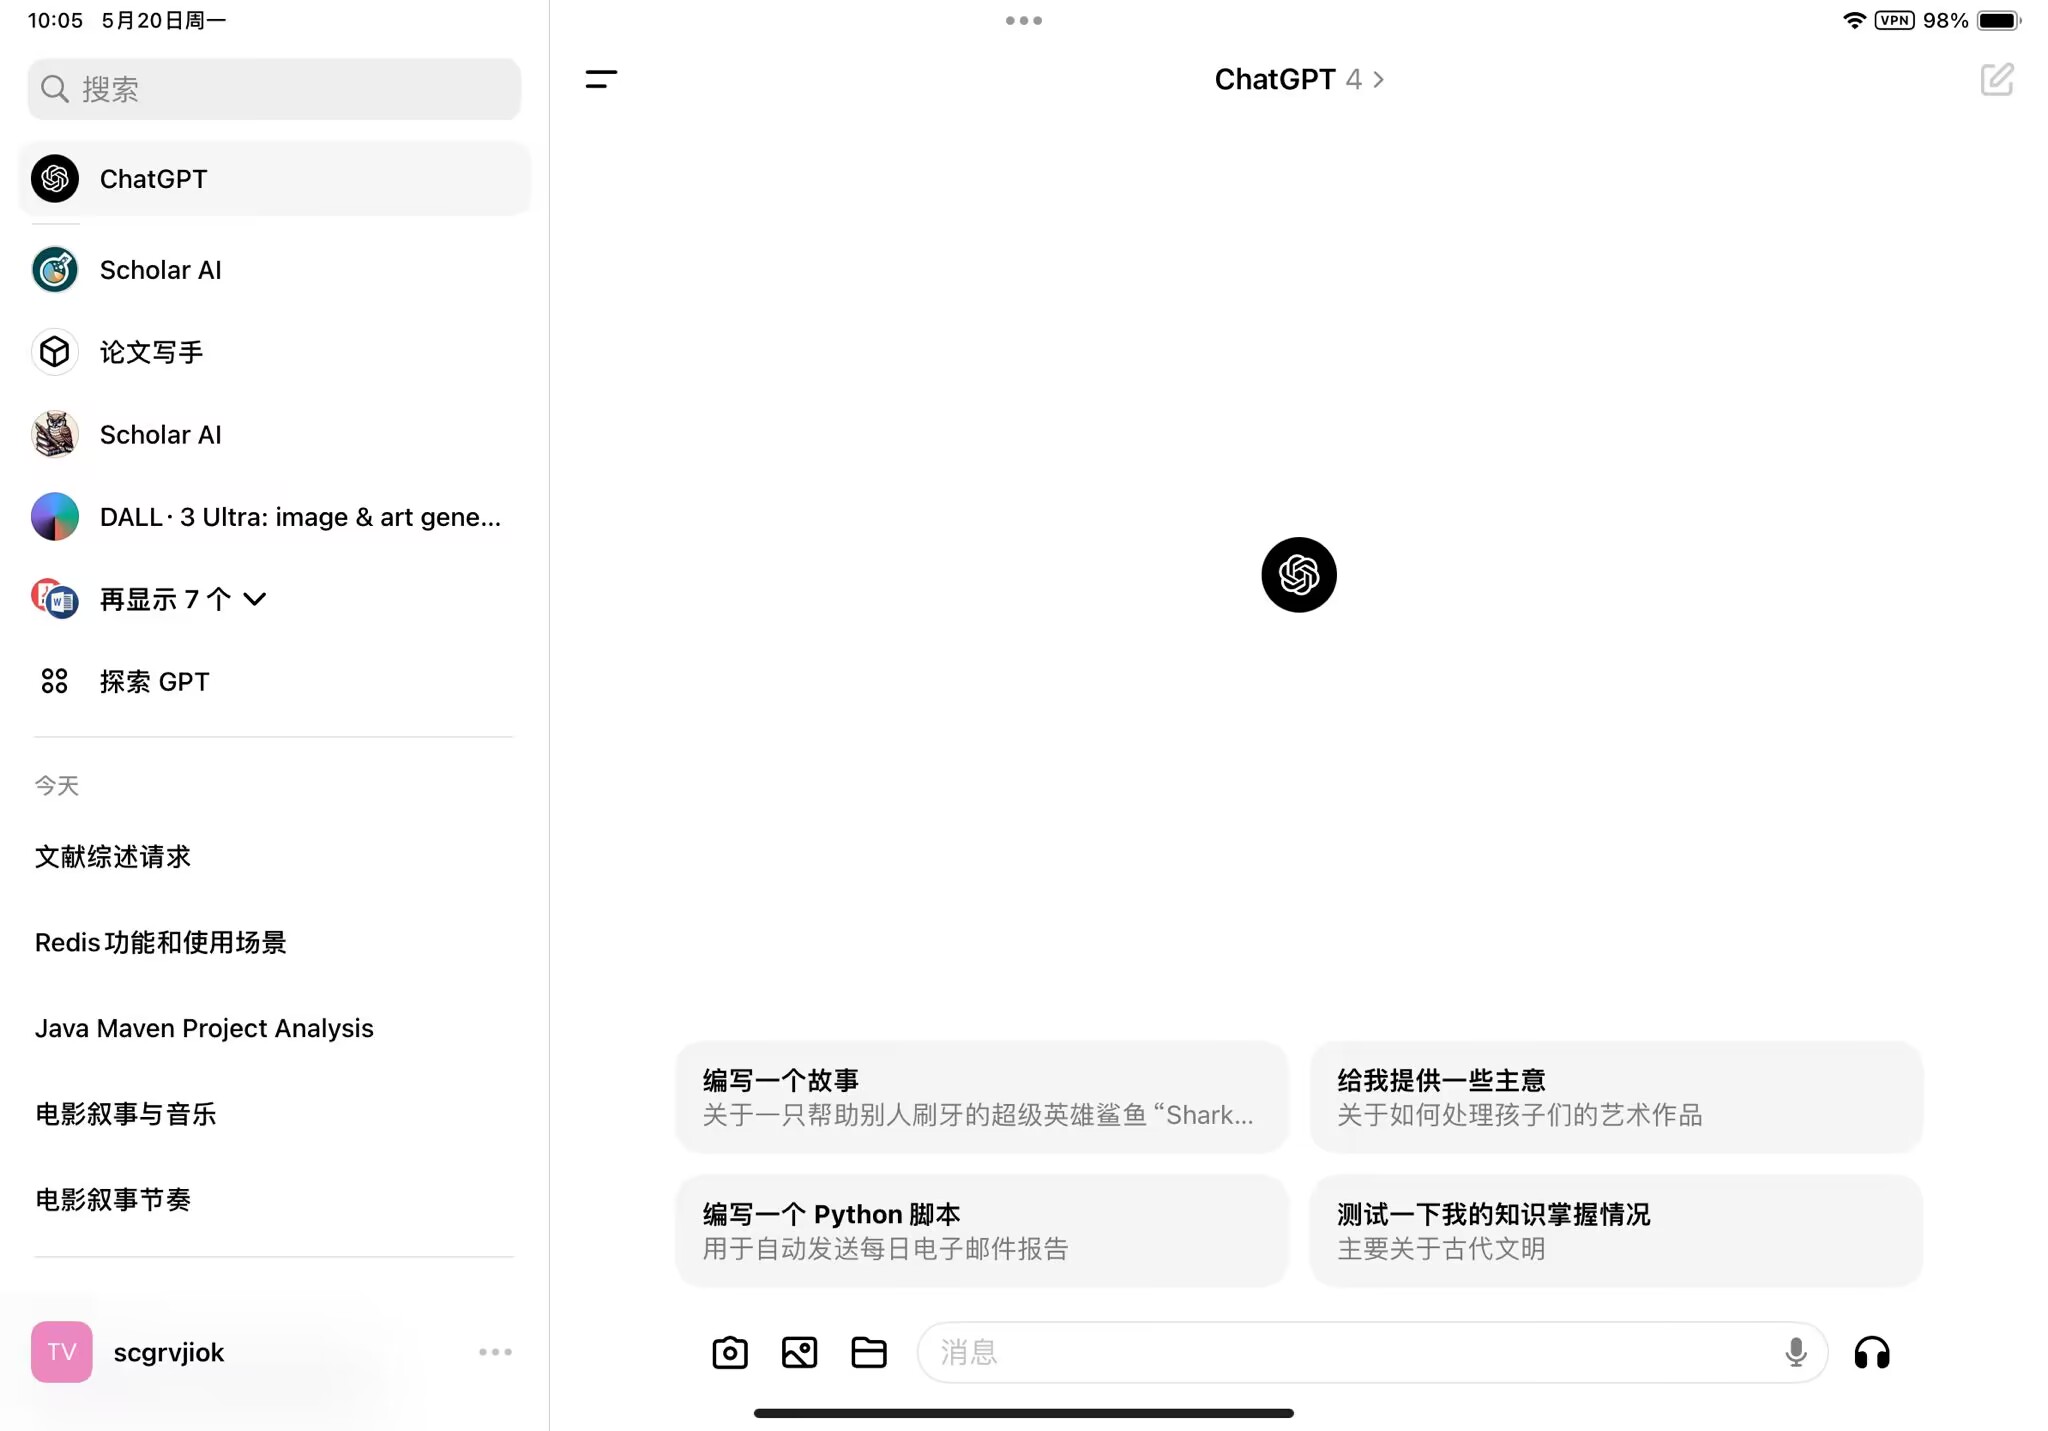 10:05 5月20日周一
VPN 98%
搜索
ChatGPT
Scholar AI
论文写手
Scholar AI
DALL· 3 Ultra: image & art gene...
再显示 7 个
探索 GPT
今天
文献综述请求
Redis功能和使用场景
Java Maven Project Analysis
电影叙事与音乐
电影叙事节奏
TV scgrvjiok
ChatGPT 4
编写一个故事
关于一只帮助别人刷牙的超级英雄鲨鱼“Shark...
给我提供一些主意
关于如何处理孩子们的艺术作品
编写一个 Python 脚本
用于自动发送每日电子邮件报告
测试一下我的知识掌握情况
主要关于古代文明
消息